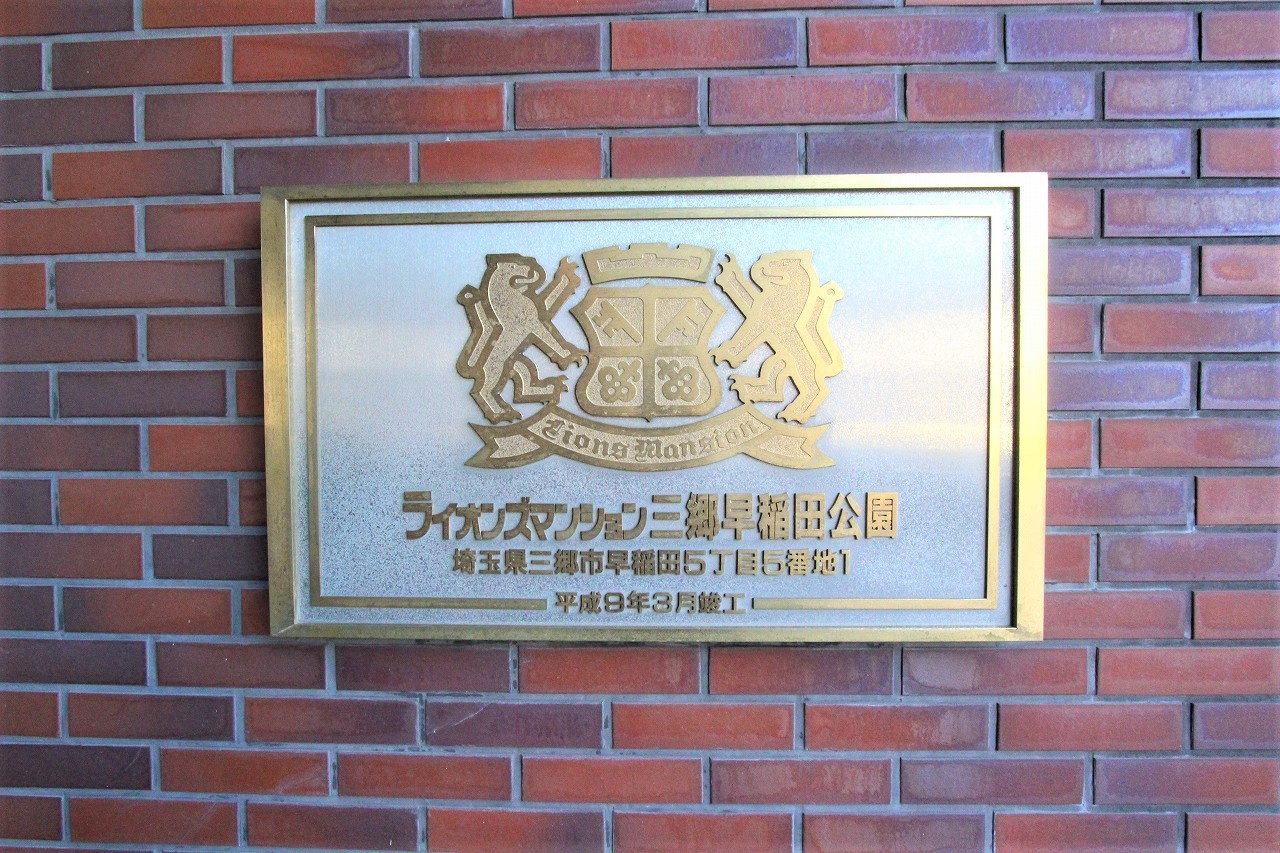 Lions Mansion
ライオンズマンション三郷早稲田公園
埼玉県三郷市早稲田5丁目5番地1
平成9年3月竣工